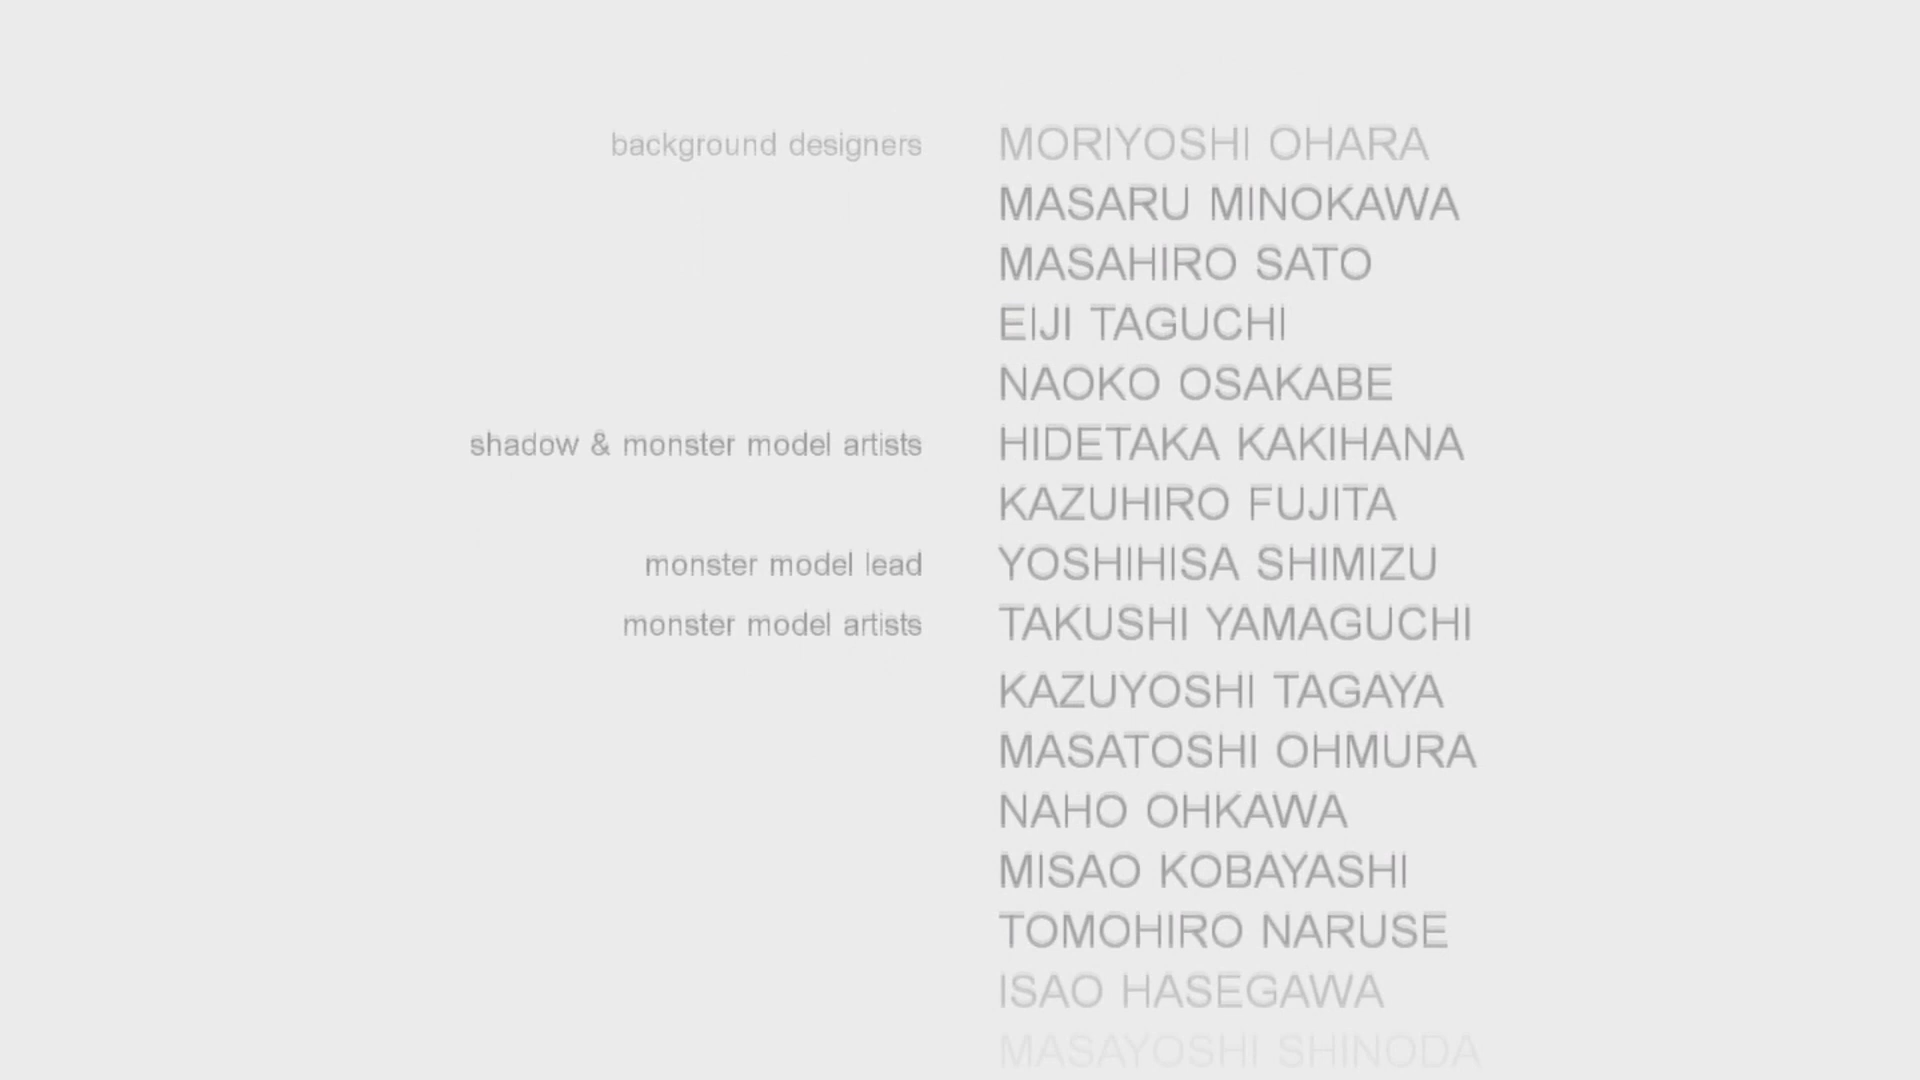 background designers MORIYOSHI OHARA
MASARU MINOKAWA
MASAHIRO SATO
EIJI TAGUCHI
NAOKO OSAKABE
shadow & monster model artists HIDETAKA KAKIHANA
KAZUHIRO FUJITA
monster model lead YOSHIHISA SHIMIZU
monster model artists TAKUSHI YAMAGUCHI
KAZUYOSHI TAGAYA
MASATOSHI OHMURA
NAHO OHKAWA
MISAO KOBAYASHI
TOMOHIRO NARUSE
ISAO HASEGAWA
MASAYOSHI SHINODA